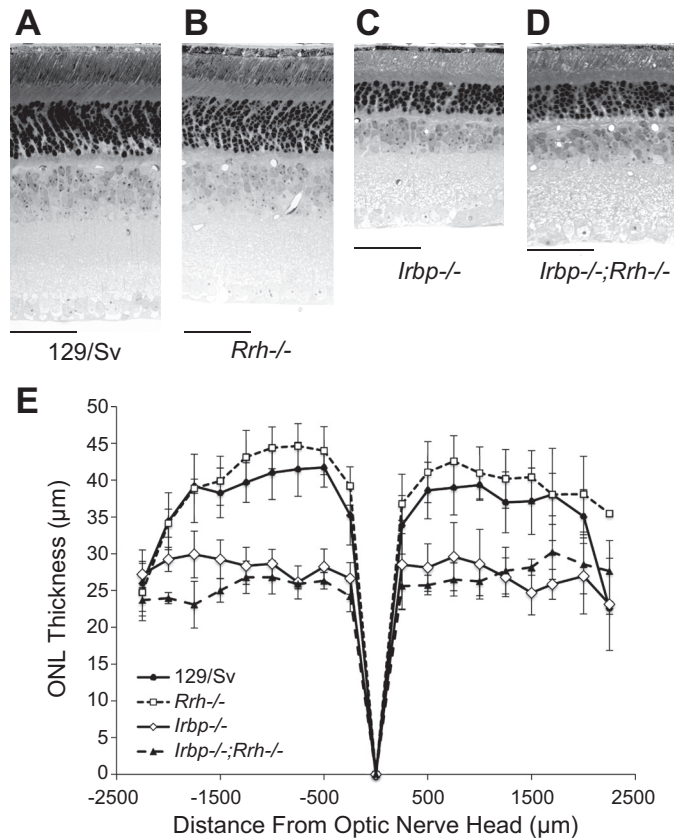 A
B
C
D
129/Sv
Rrh-/-
Irbp-/-
Irbp-/-;Rrh-/-
E
50
45
40
35
30
25
20
15
10
5
0
ONL Thickness (µm)
129/Sv
Rrh-/-
Irbp-/-
Irbp-/-;Rrh-/-
-2500 -1500 -500 500 1500 2500
Distance From Optic Nerve Head (µm)